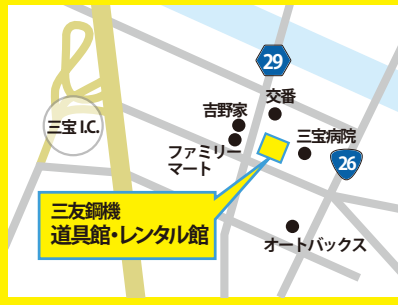 29
交番
吉野家
三宝 I.C.
三宝病院
ファミリー
マート
26
三友鋼機
道具館・レンタル館
オートバックス